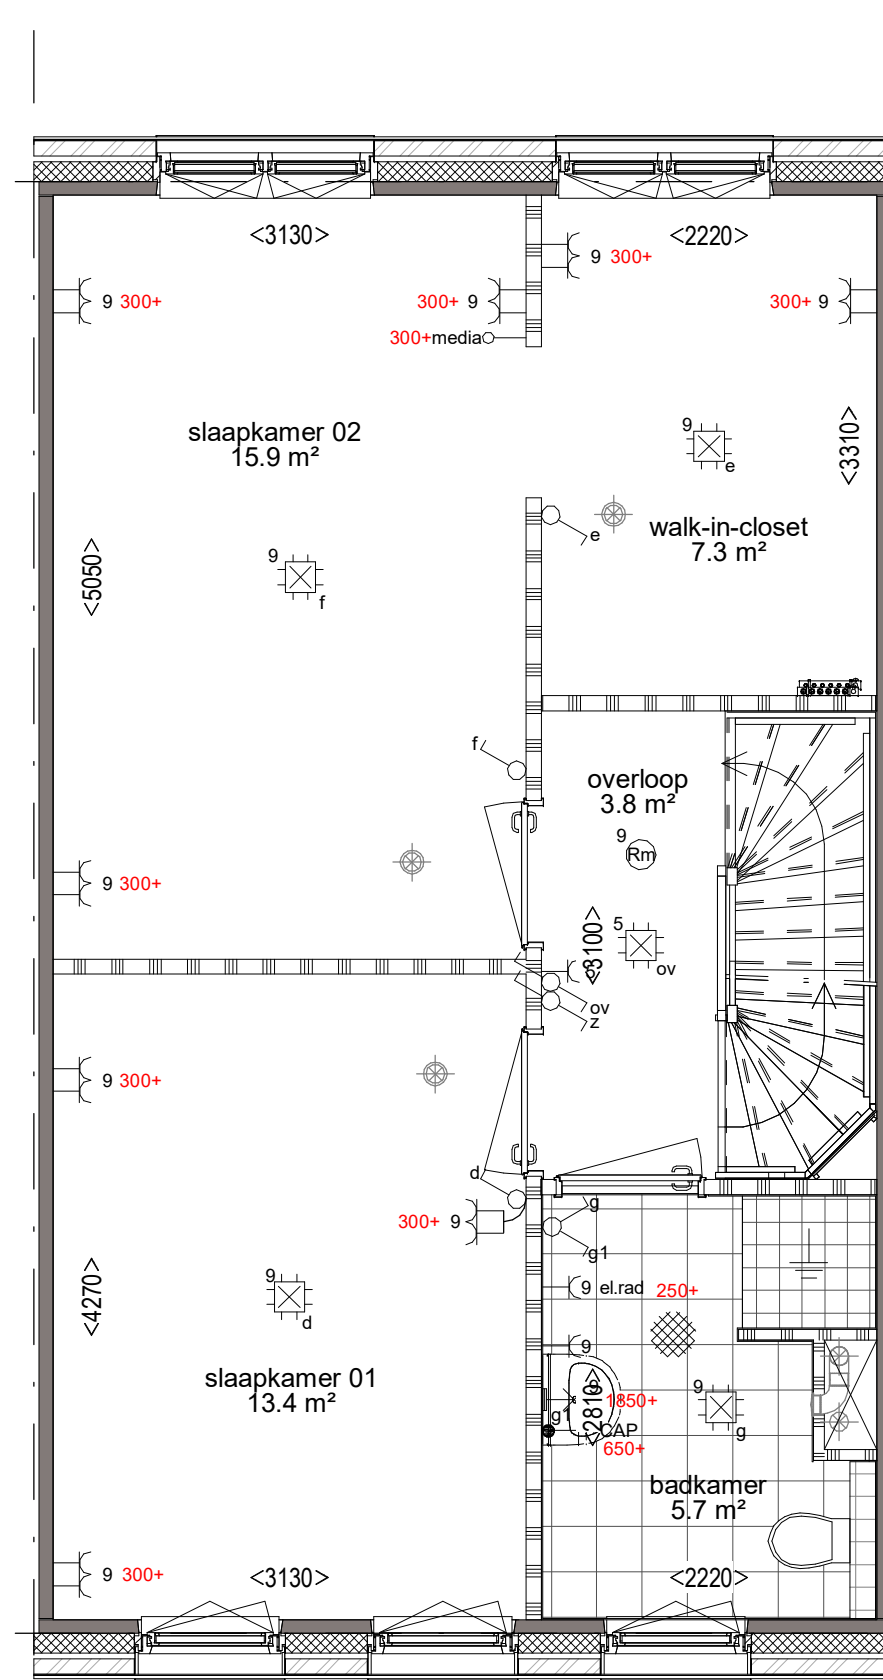 <3130>
<2220>
9 300+
9 300+
300+ 9
300+ 9
300+media
9
e
<3310>
slaapkamer 02
15.9 m²
e
walk-in-closet
7.3 m²
<5050>
9
f
f
overloop
3.8 m²
9
Rm
9 300+
5
ov
<3100>
ov
z
9 300+
d
300+ 9
g
g1
9 el.rad 250+
<4270>
9
d
9
slaapkamer 01
13.4 m²
<2810>
9
1850+
9
g
g1
CAP
650+
badkamer
5.7 m²
9 300+
<3130>
<2220>